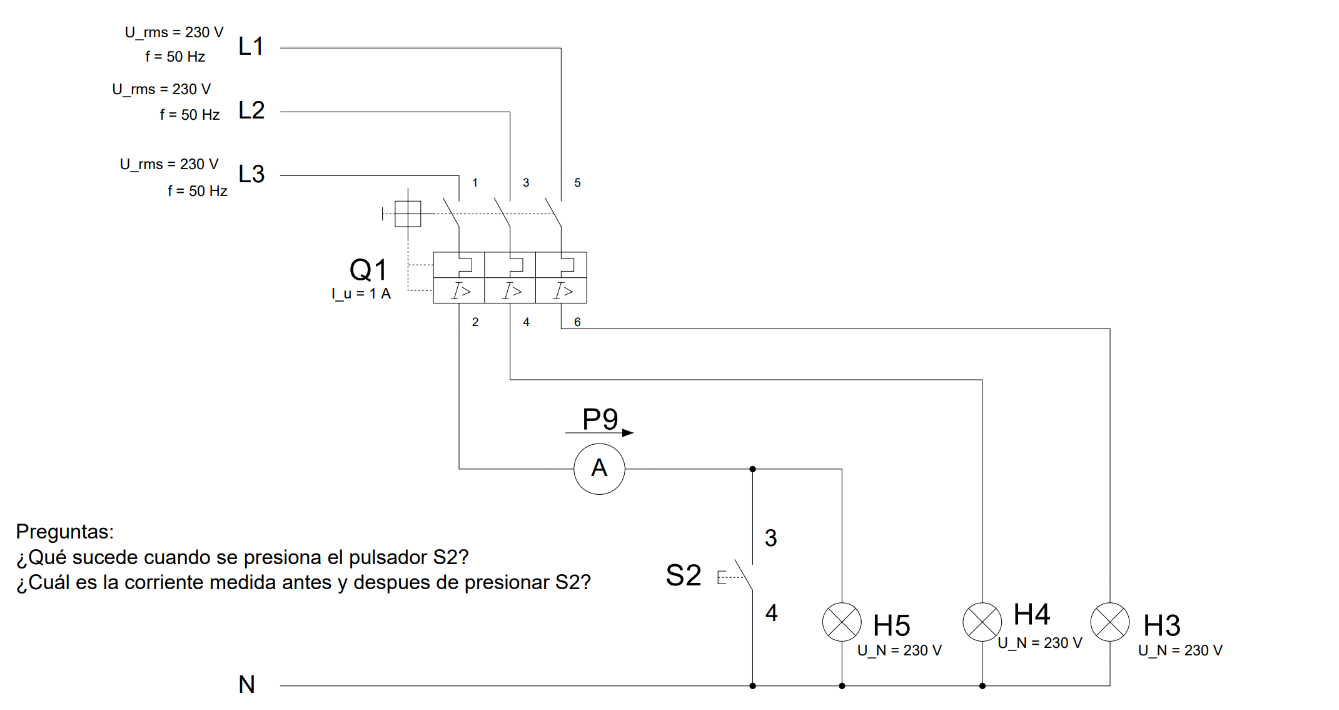 U_rms = 230 V
f = 50 Hz
L1
U_rms = 230 V
f = 50 Hz
L2
U_rms = 230 V
f = 50 Hz
L3
1
3
5
Q1
I_u = 1 A
I>
I>
I>
2
4
6
P9
A
Preguntas:
¿Qué sucede cuando se presiona el pulsador S2?
¿Cuál es la corriente medida antes y despues de presionar S2?
3
S2
4
H5
U_N = 230 V
H4
U_N = 230 V
H3
U_N = 230 V
N